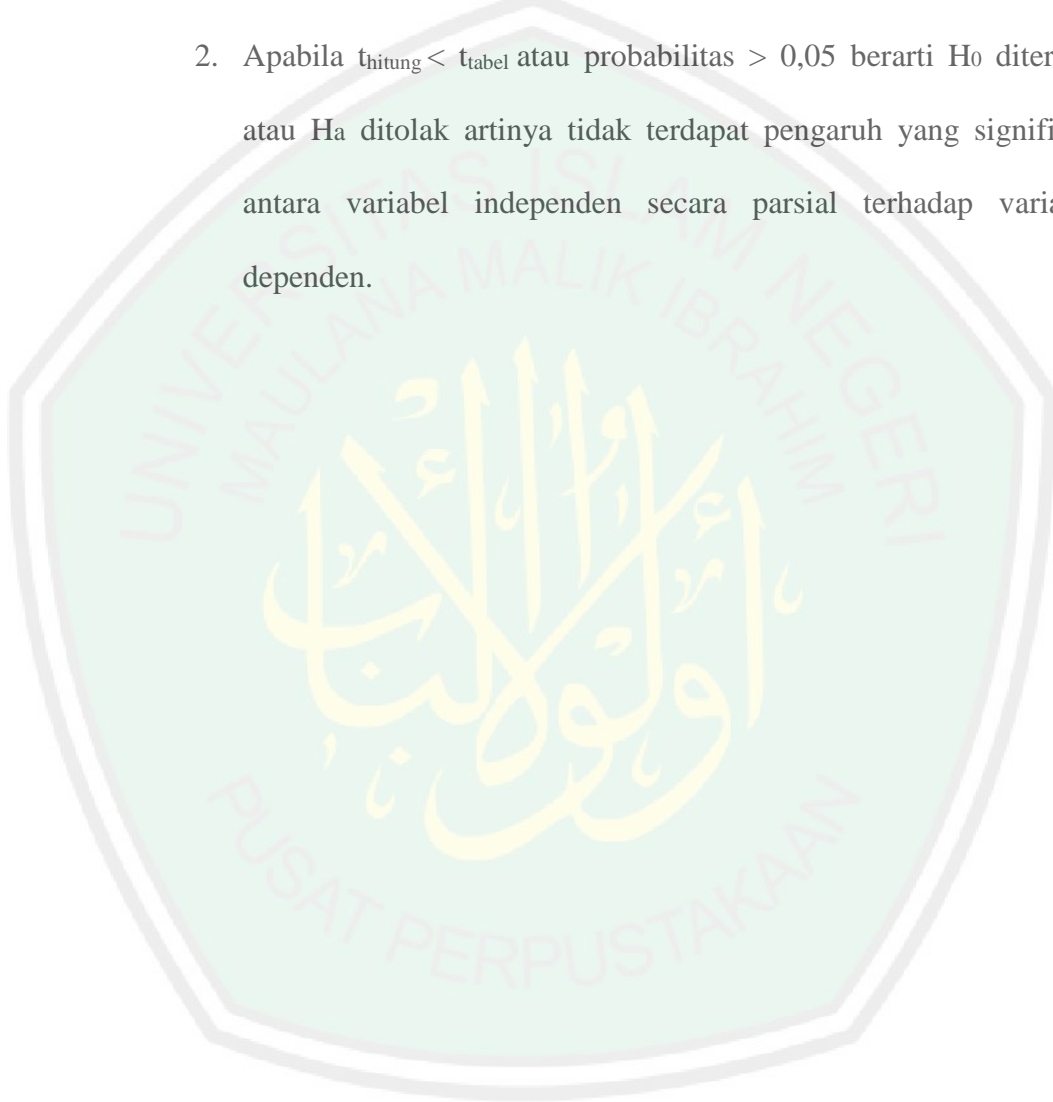 2. Apabila thitung < ttabel atau probabilitas > 0,05 berarti H0 diter
atau Ha ditolak artinya tidak terdapat pengaruh yang signifi
antara variabel independen secara parsial terhadap varia
dependen.
UNIVERSITAS ISLAM NEGERI
MAULANA MALIK IBRAHIM
PUSAT PERPUSTAKAAN